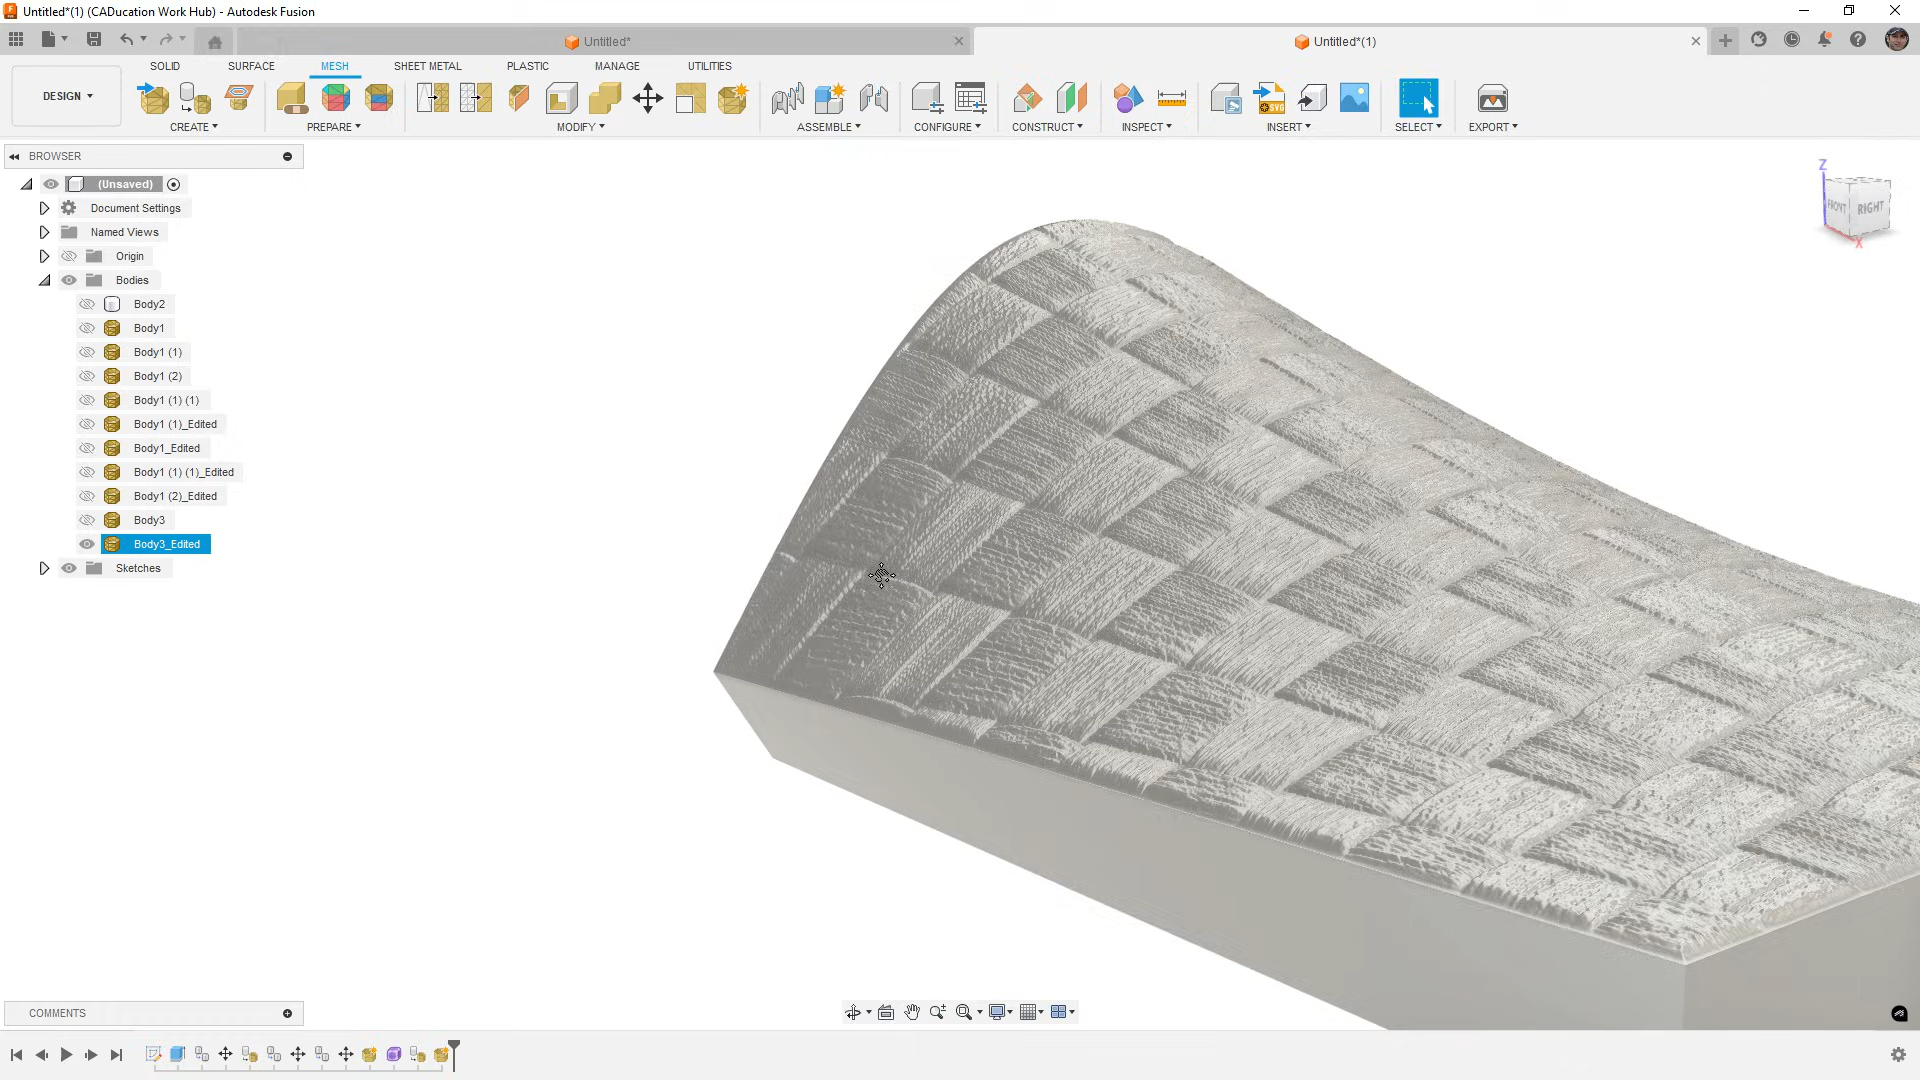 Untitled*(1) (CADucation Work Hub) - Autodesk Fusion
Untitled*
Untitled*(1)
SOLID SURFACE MESH SHEET METAL PLASTIC MANAGE UTILITIES
DESIGN
CREATE PREPARE MODIFY ASSEMBLE CONFIGURE CONSTRUCT INSPECT INSERT SELECT EXPORT
BROWSER
(Unsaved)
Document Settings
Named Views
Origin
Bodies
Body2
Body1
Body1 (1)
Body1 (2)
Body1 (1) (1)
Body1 (1)_Edited
Body1_Edited
Body1 (1) (1)_Edited
Body1 (2)_Edited
Body3
Body3_Edited
Sketches
Z
FRONT
RIGHT
X
COMMENTS